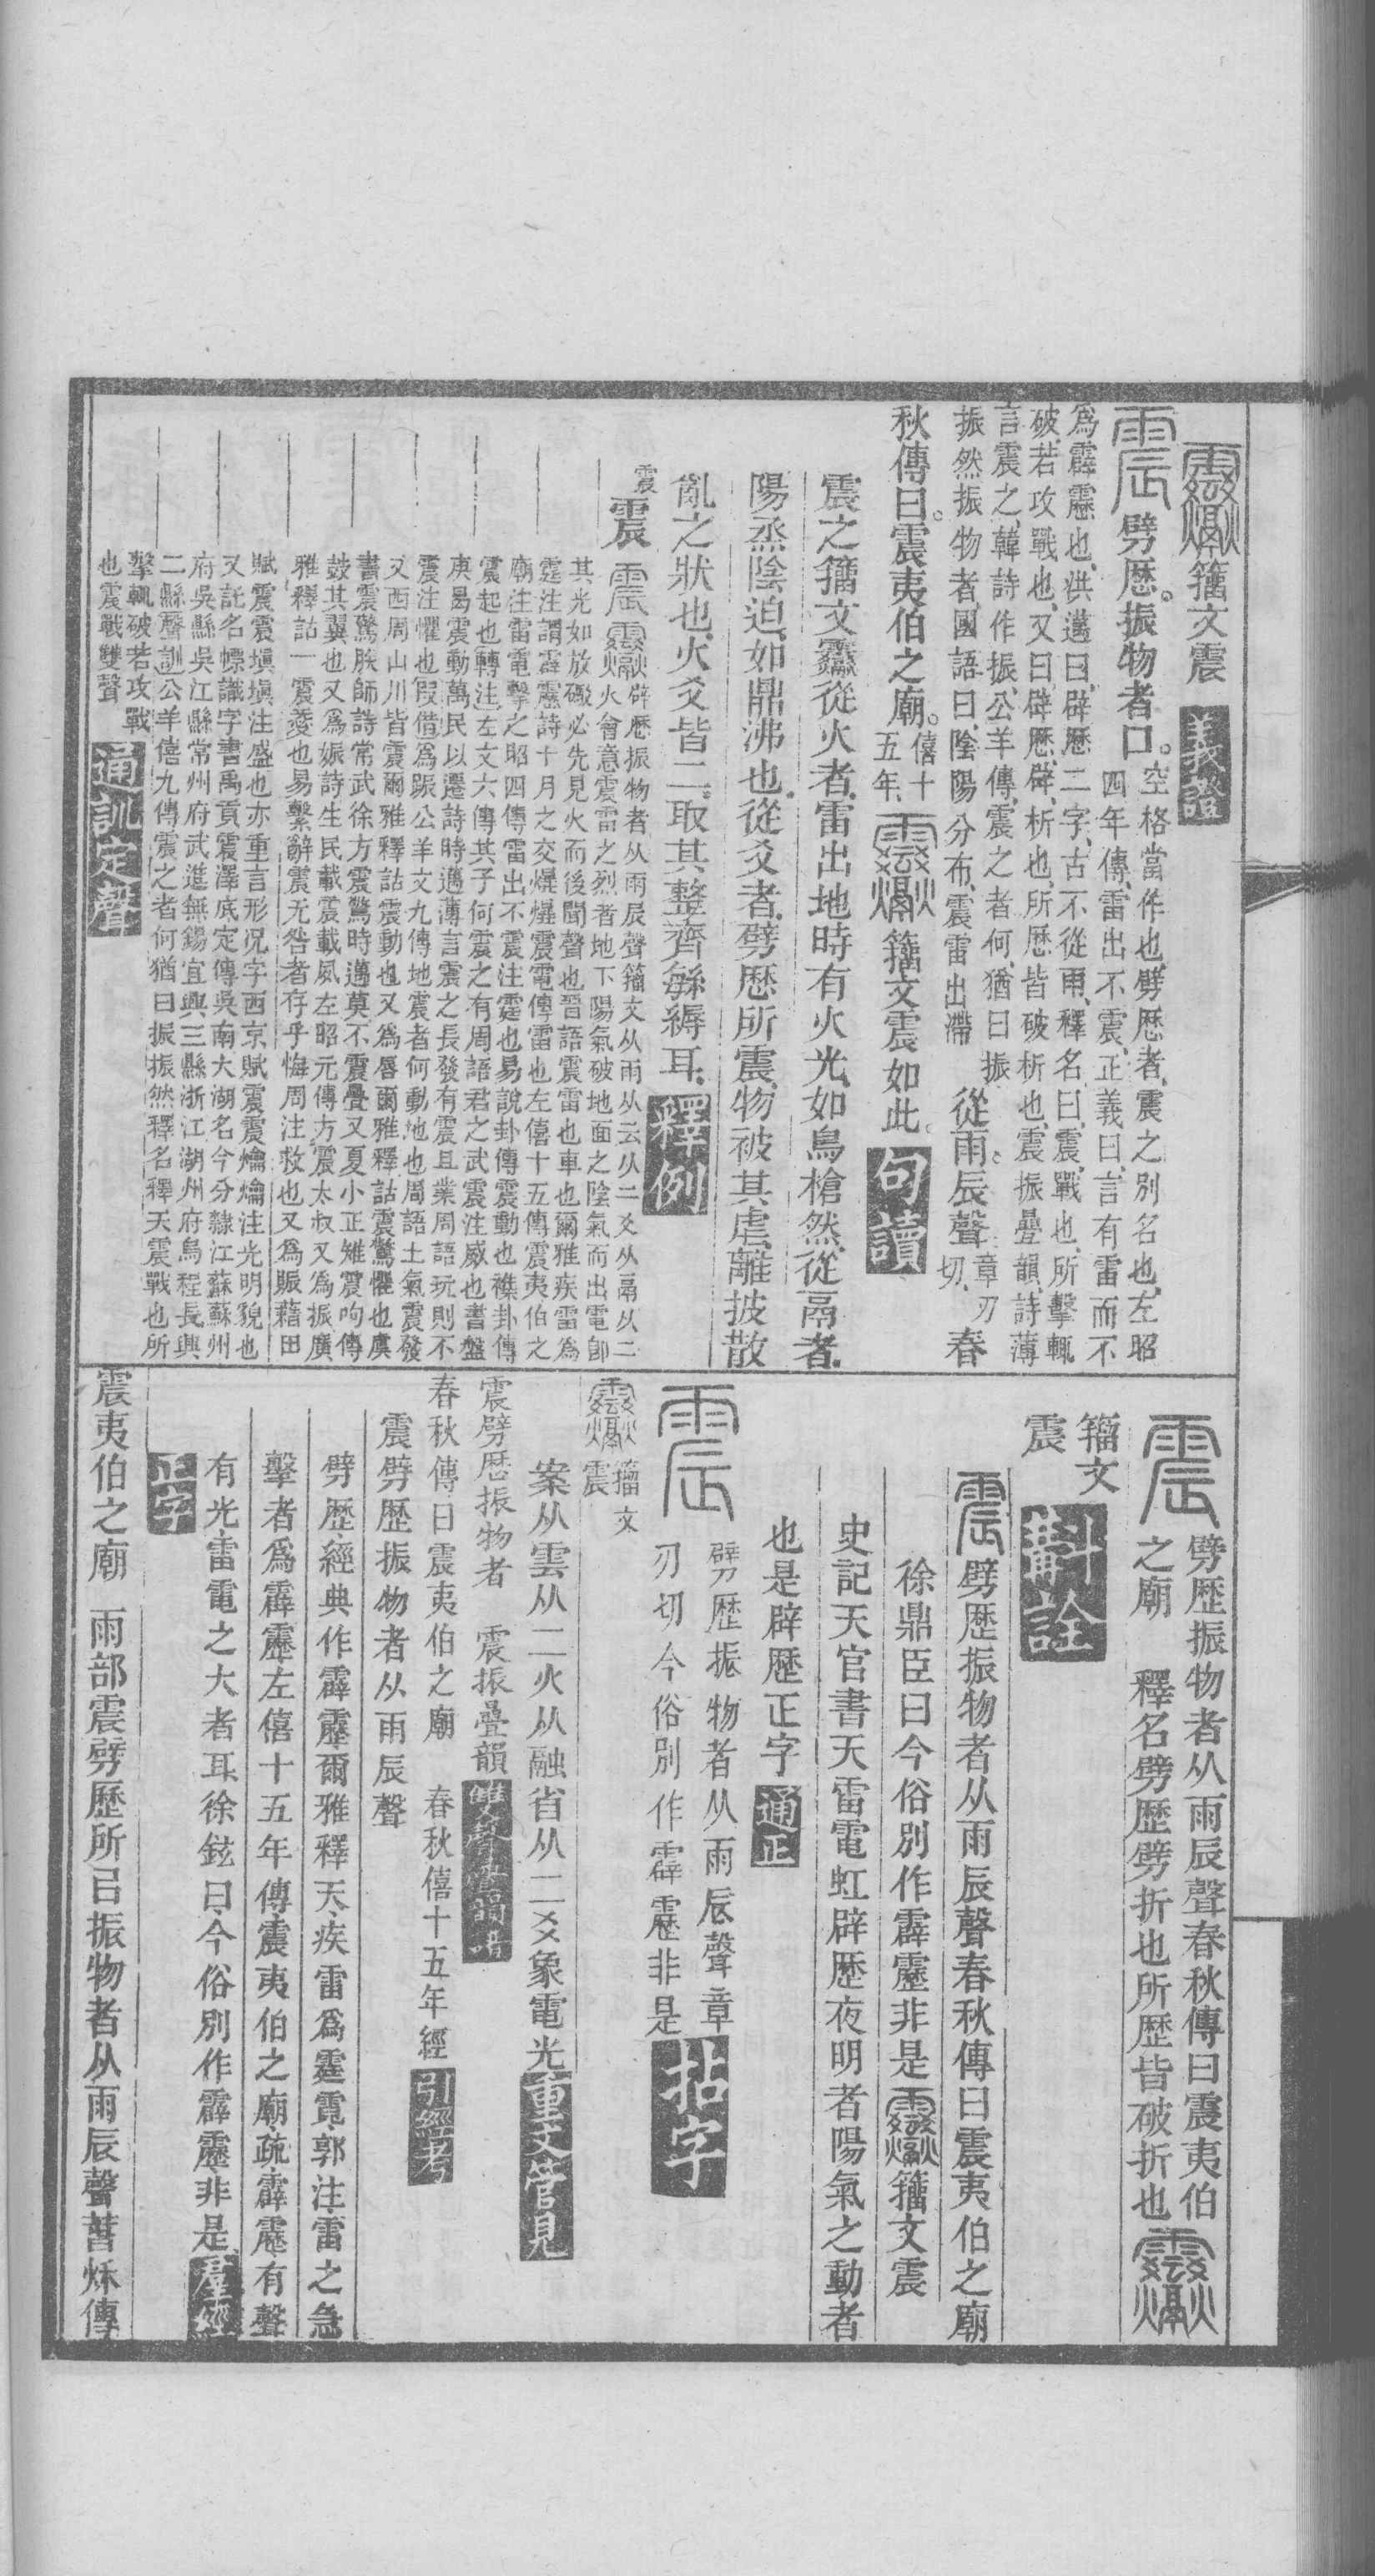 籒文震 義證
震 劈歷。振物者口。空格當作也、劈歷者、震之別名也、左昭
四年傳、雷出不震、正義曰、言有雷而不
爲霹靂也、洪邁曰、辟歷二字、古不從雨、釋名、曰、震、戰也、所擊輒
破、若攻戰也、又曰、辟歷、辟、析也、所歷皆破析也、震振疊韻、詩薄
言震之、韓詩作振、公羊傳、震之者何、猶曰振
振然振物者、國語曰、陰陽分布、震雷出滯 從雨。辰聲 章刃切、 春
秋傳曰。震夷伯之廟。僖十五年、 籒文震如此。 句讀
震之籒文從火者、雷出地時有火光、如鳥槍然、從鬲者、
陽烝陰迫、如鼎沸也、從爻者、劈歷所震、物被其虐、離披散
亂之狀也、火爻皆二、取其整齊緐縟耳、 釋例
震 震 震 辟歷振物者从雨辰聲籒文从雨从云从二爻从鬲从二
火會意震雷之烈者地下陽氣破地面之陰氣而出電卽
其光如放礮必先見火而後聞聲也晉語震雷也車也爾雅疾雷爲
霆注謂霹靂詩十月之交爗爗震電傳雷也左僖十五傳震夷伯之
廟注雷電擊之昭四傳雷出不震注霆也易說卦傳震動也襍卦傳
震起也轉注左文六傳其子何震之有周語君之武震注威也書盤
庚曷震動萬民以遷詩時邁薄言震之長發有震且業周語玩則不
震注懼也叚借爲踬公羊文九傳地震者何動地也周語土氣震發
又西周山川皆震爾雅釋詁震動也又爲脣爾雅釋詁震驚懼也虞
書震驚朕師詩常武徐方震驚時邁莫不震疊又夏小正雉震呴傳
鼓其翼也又爲娠詩生民載震載夙左昭元傳方震太叔又爲振廣
雅釋詁一震憂也易繫辭震无咎者存乎悔周注救也又爲賑藉田
賦震震塡塡注盛也亦重言形況字西京賦震震爚爚注光明貌也
又託名幖識字書禹貢震澤厎定傳吳南大湖名今分隸江蘇蘇州
府吳縣吳江縣常州府武進無錫宜興三縣浙江湖州府烏程長興
二縣聲訓公羊僖九傳震之者何猶曰振振然釋名釋天震戰也所
擊輒破若攻戰
也震戰雙聲 通訓定聲
震 劈歷振物者从雨辰聲春秋傳曰震夷伯
之廟　釋名劈歷劈折也所歷皆破折也
籒文
震 斠詮
震 劈歷振物者从雨辰聲春秋傳曰震夷伯之廟
徐鼎臣曰今俗別作霹靂非是 籒文震
史記天官書天雷電虹辟歷夜明者陽氣之動者
也是辟歷正字 通正
震 劈歷振物者从雨辰聲章
刃切今俗別作霹靂非是 拈字
籒文
震
案从雲从二火从融省从二爻象電光 重文管見
震劈歷振物者　震振疊韻 雙聲疊韻譜
春秋傳曰震夷伯之廟　春秋僖十五年經 引經考
震劈歷振物者从雨辰聲
劈歷經典作霹靂爾雅釋天、疾雷爲霆霓、郭注、雷之急
擊者爲霹靂左僖十五年傳、震夷伯之廟、疏、霹靂、有聲
有光、雷電之大者耳、徐鉉曰、今俗別作霹靂、非是、 羣經
正字
震夷伯之廟　雨部震劈歷所㠯振物者从雨辰聲萅秌傳